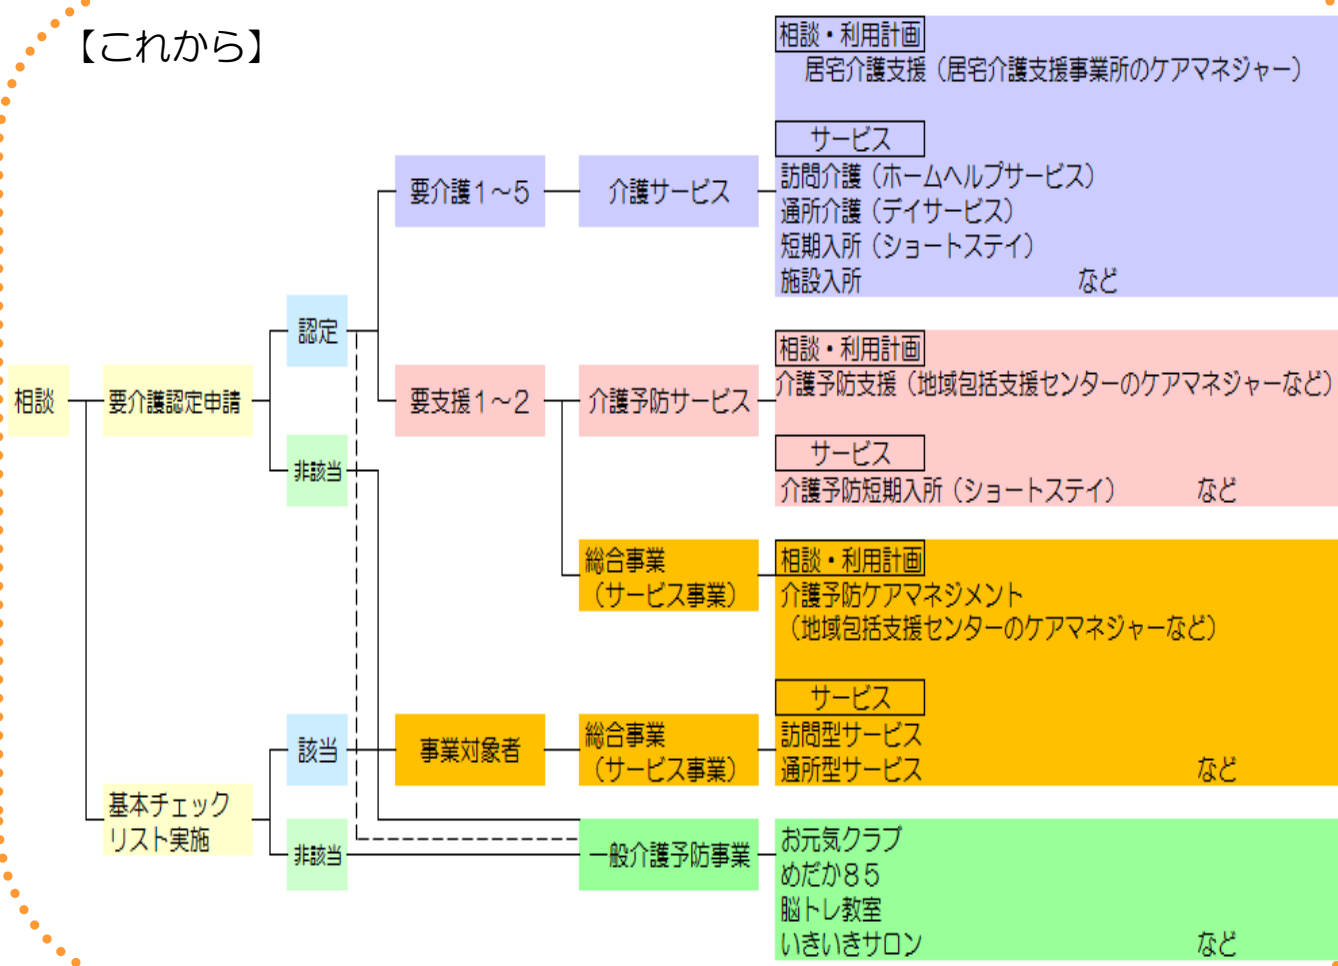 【これから】
相談
要介護認定申請
基本チェック
リスト実施
認定
非該当
該当
非該当
要介護１～５
要支援１～２
事業対象者
介護サービス
介護予防サービス
総合事業
（サービス事業）
総合事業
（サービス事業）
一般介護予防事業
相談・利用計画
居宅介護支援（居宅介護支援事業所のケアマネジャー）
サービス
訪問介護（ホームヘルプサービス）
通所介護（デイサービス）
短期入所（ショートステイ）
施設入所　など
相談・利用計画
介護予防支援（地域包括支援センターのケアマネジャーなど）
サービス
介護予防短期入所（ショートステイ）　など
相談・利用計画
介護予防ケアマネジメント
（地域包括支援センターのケアマネジャーなど）
サービス
訪問型サービス
通所型サービス　など
お元気クラブ
めだか８５
脳トレ教室
いきいきサロン　など